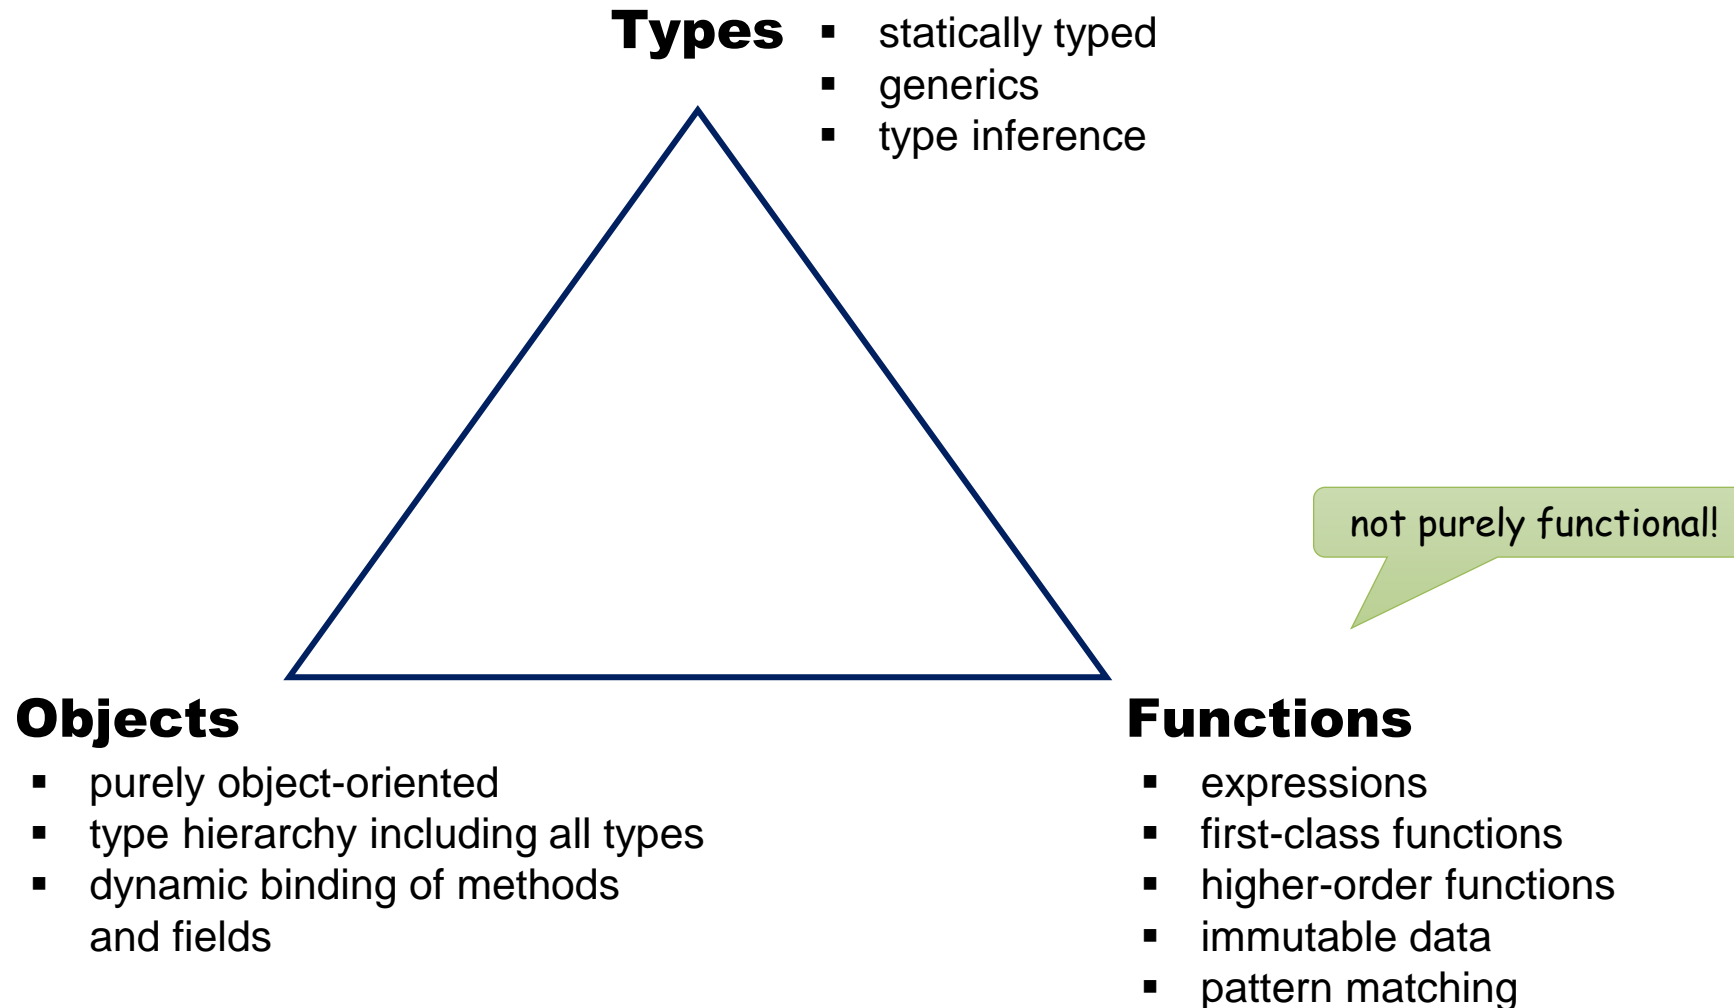 Types
▪ statically typed
▪ generics
▪ type inference
not purely functional!
Objects
▪ purely object-oriented
▪ type hierarchy including all types
▪ dynamic binding of methods
and fields
Functions
▪ expressions
▪ first-class functions
▪ higher-order functions
▪ immutable data
▪ pattern matching